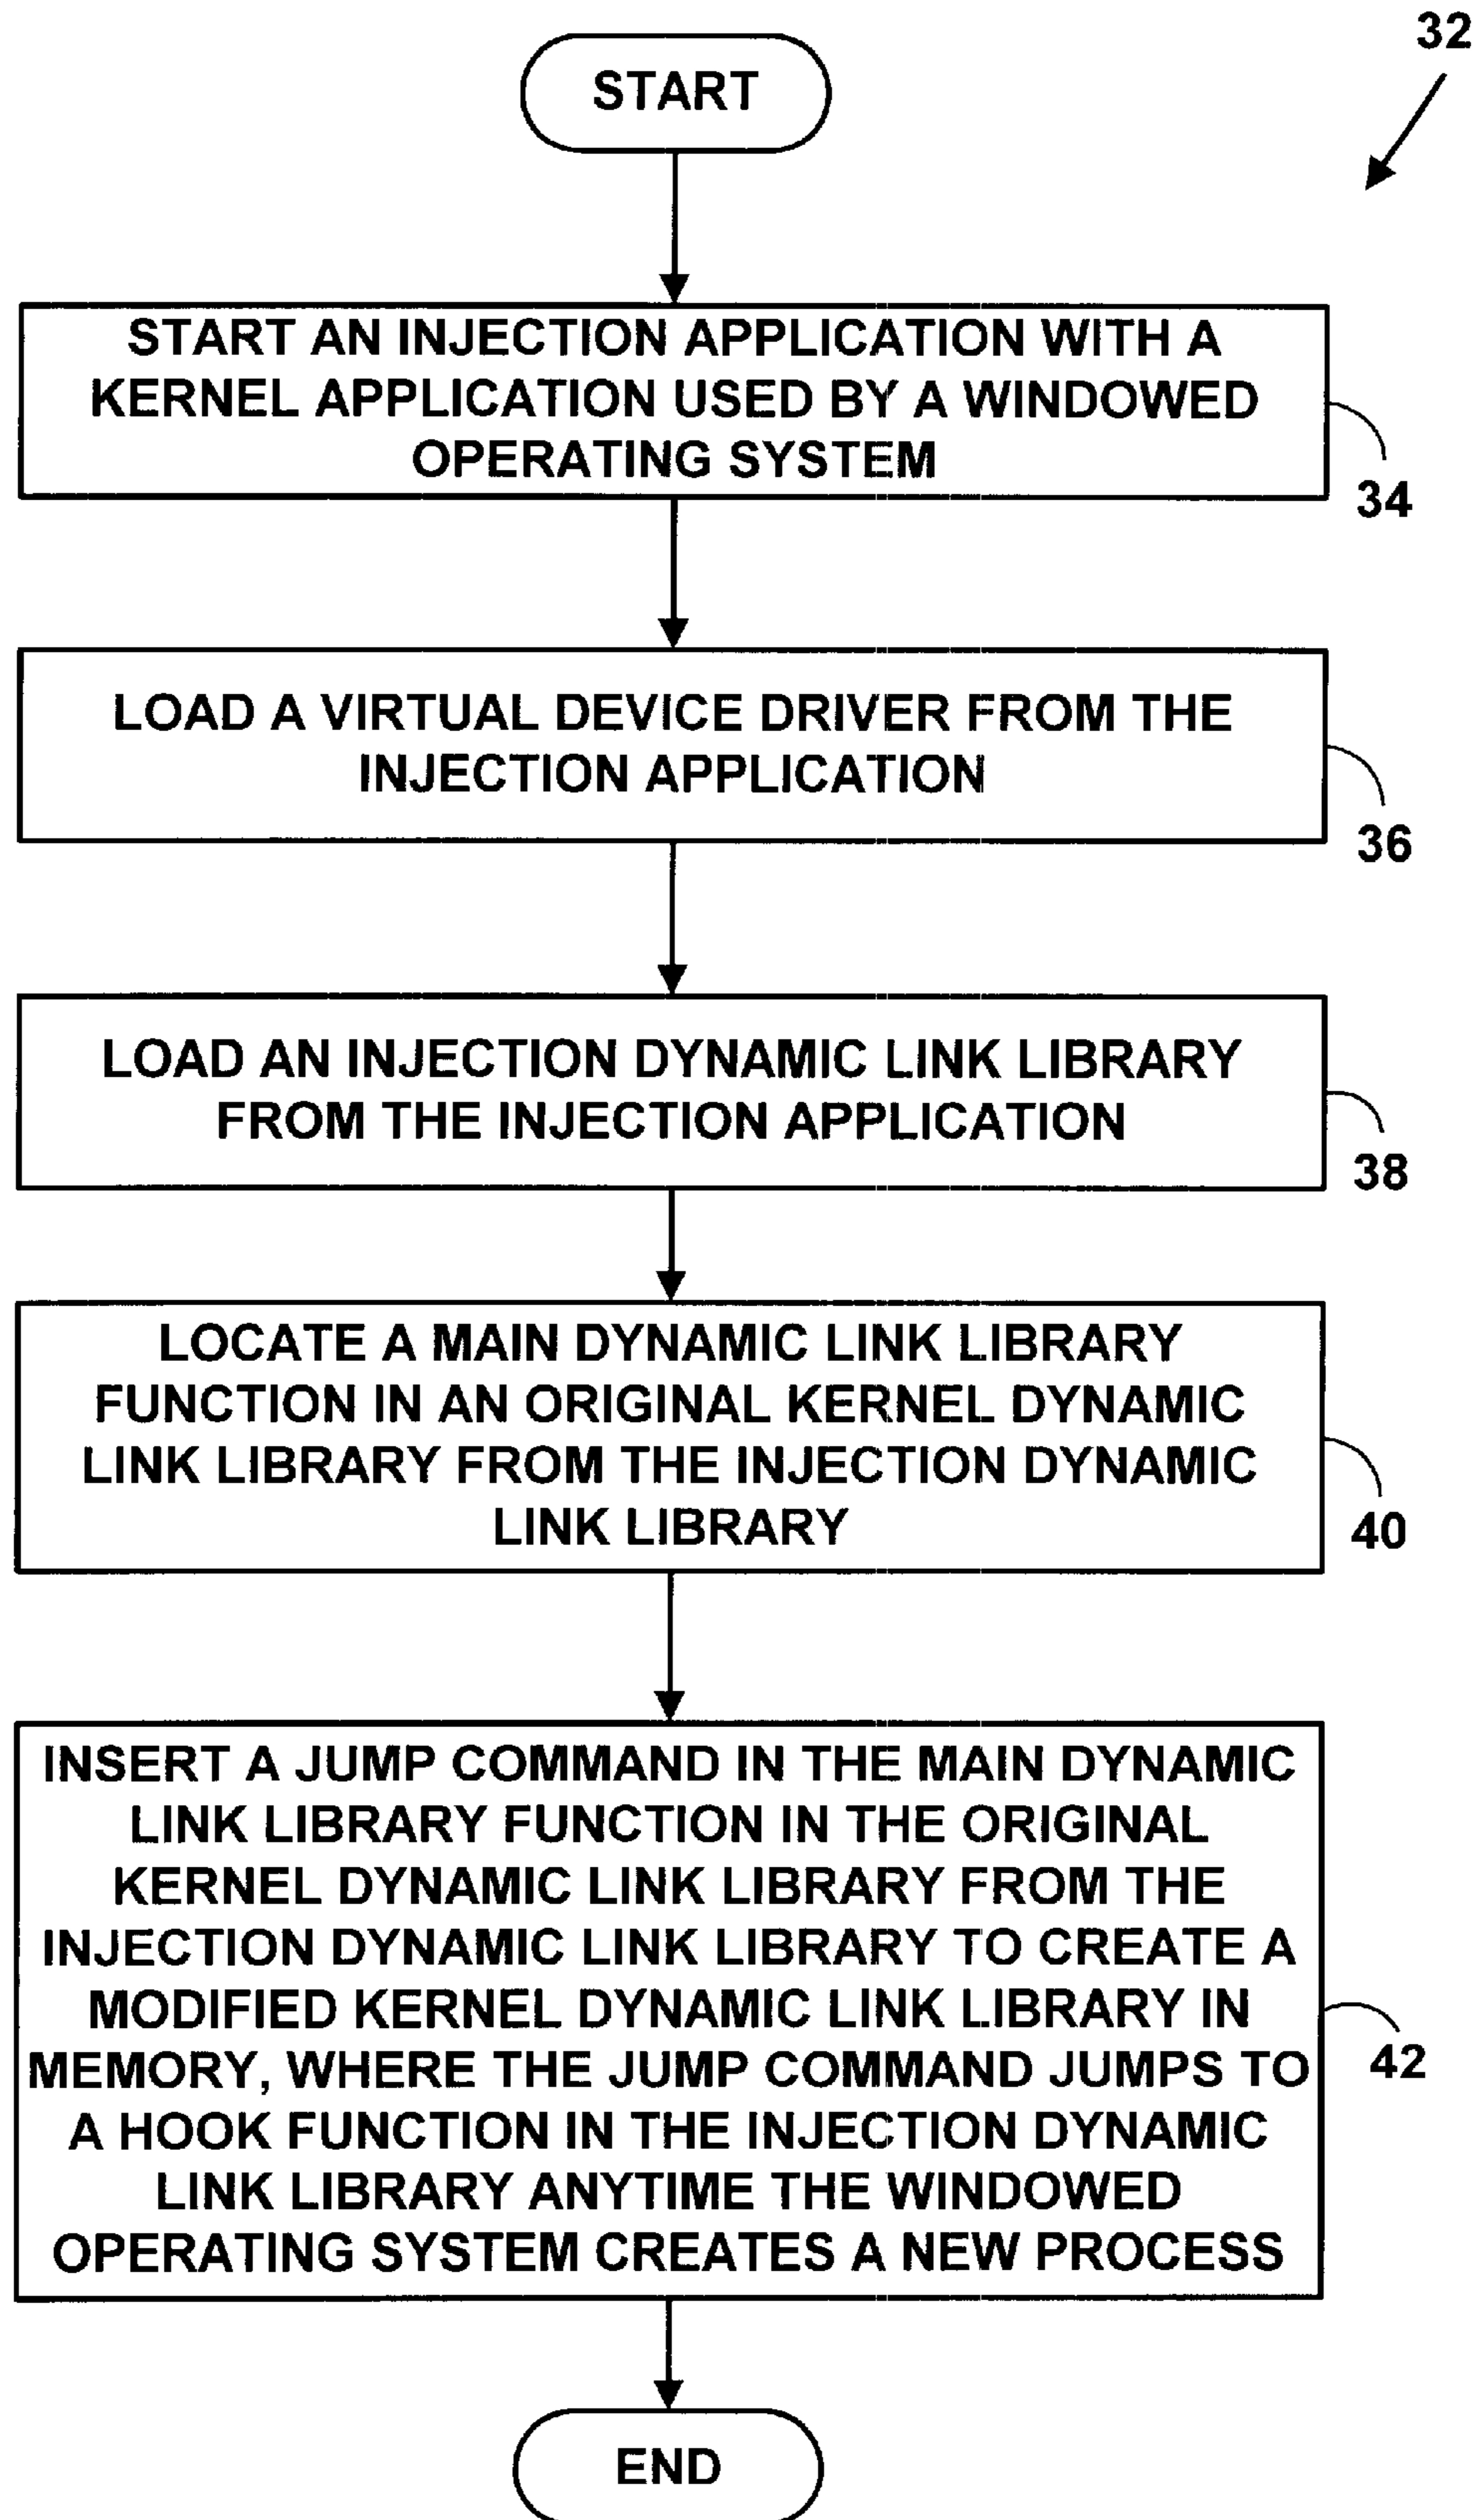 32
START
START AN INJECTION APPLICATION WITH A
KERNEL APPLICATION USED BY A WINDOWED
OPERATING SYSTEM
34
LOAD A VIRTUAL DEVICE DRIVER FROM THE
INJECTION APPLICATION
36
LOAD AN INJECTION DYNAMIC LINK LIBRARY
FROM THE INJECTION APPLICATION
38
LOCATE A MAIN DYNAMIC LINK LIBRARY
FUNCTION IN AN ORIGINAL KERNEL DYNAMIC
LINK LIBRARY FROM THE INJECTION DYNAMIC
LINK LIBRARY
40
INSERT A JUMP COMMAND IN THE MAIN DYNAMIC
LINK LIBRARY FUNCTION IN THE ORIGINAL
KERNEL DYNAMIC LINK LIBRARY FROM THE
INJECTION DYNAMIC LINK LIBRARY TO CREATE A
MODIFIED KERNEL DYNAMIC LINK LIBRARY IN
MEMORY, WHERE THE JUMP COMMAND JUMPS TO
A HOOK FUNCTION IN THE INJECTION DYNAMIC
LINK LIBRARY ANYTIME THE WINDOWED
OPERATING SYSTEM CREATES A NEW PROCESS
42
END